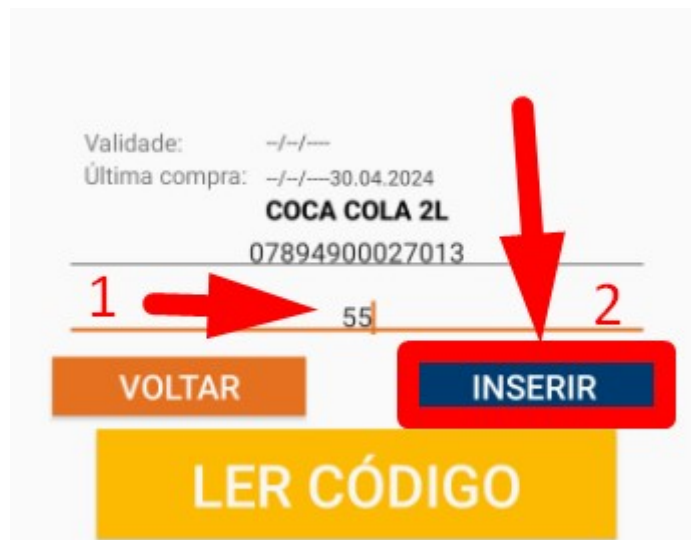 Validade: --/--/----
Última compra: --/--/----30.04.2024
COCA COLA 2L
07894900027013
1 55 2
VOLTAR INSERIR
LER CÓDIGO